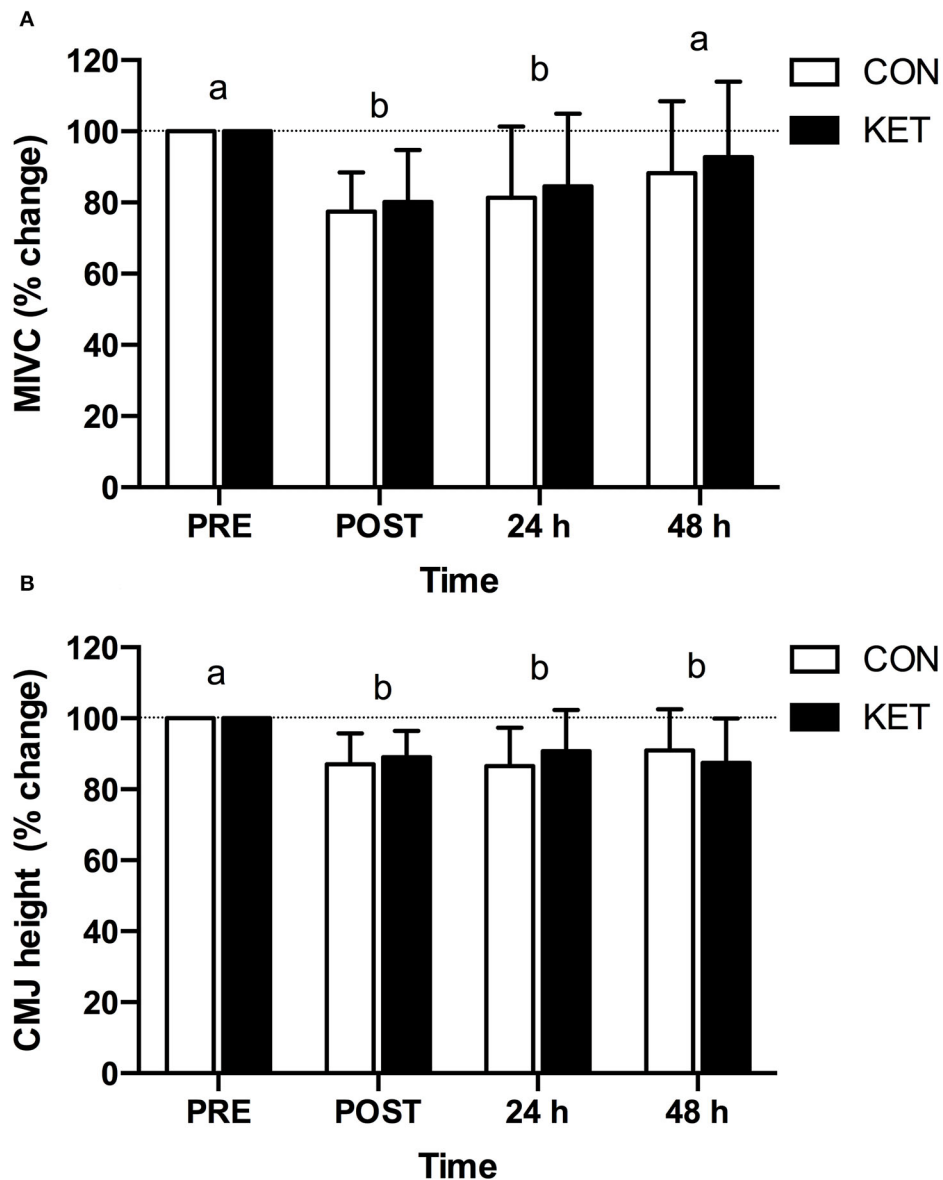 A
MIVC (% change)
120
100
80
60
40
20
0
a
b
b
a
CON
KET
PRE POST 24 h 48 h
Time
B
CMJ height (% change)
120
100
80
60
40
20
0
a
b
b
b
CON
KET
PRE POST 24 h 48 h
Time